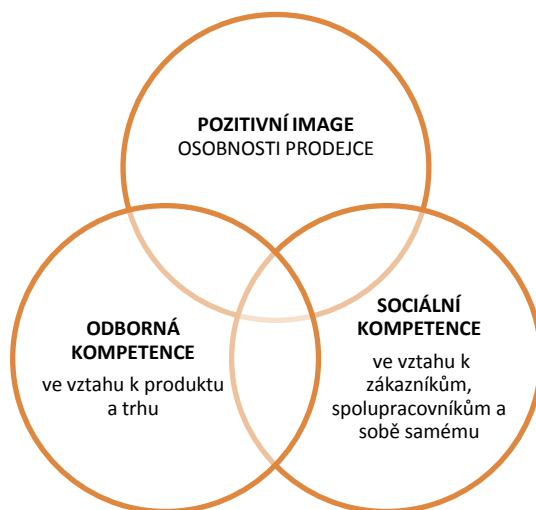 POZITIVNÍ IMAGE
OSOBNOSTI PRODEJCE
ODBORNÁ
KOMPETENCE
ve vztahu k produktu
a trhu
SOCIÁLNÍ
KOMPETENCE
ve vztahu k
zákazníkům,
spolupracovníkům a
sobě samému